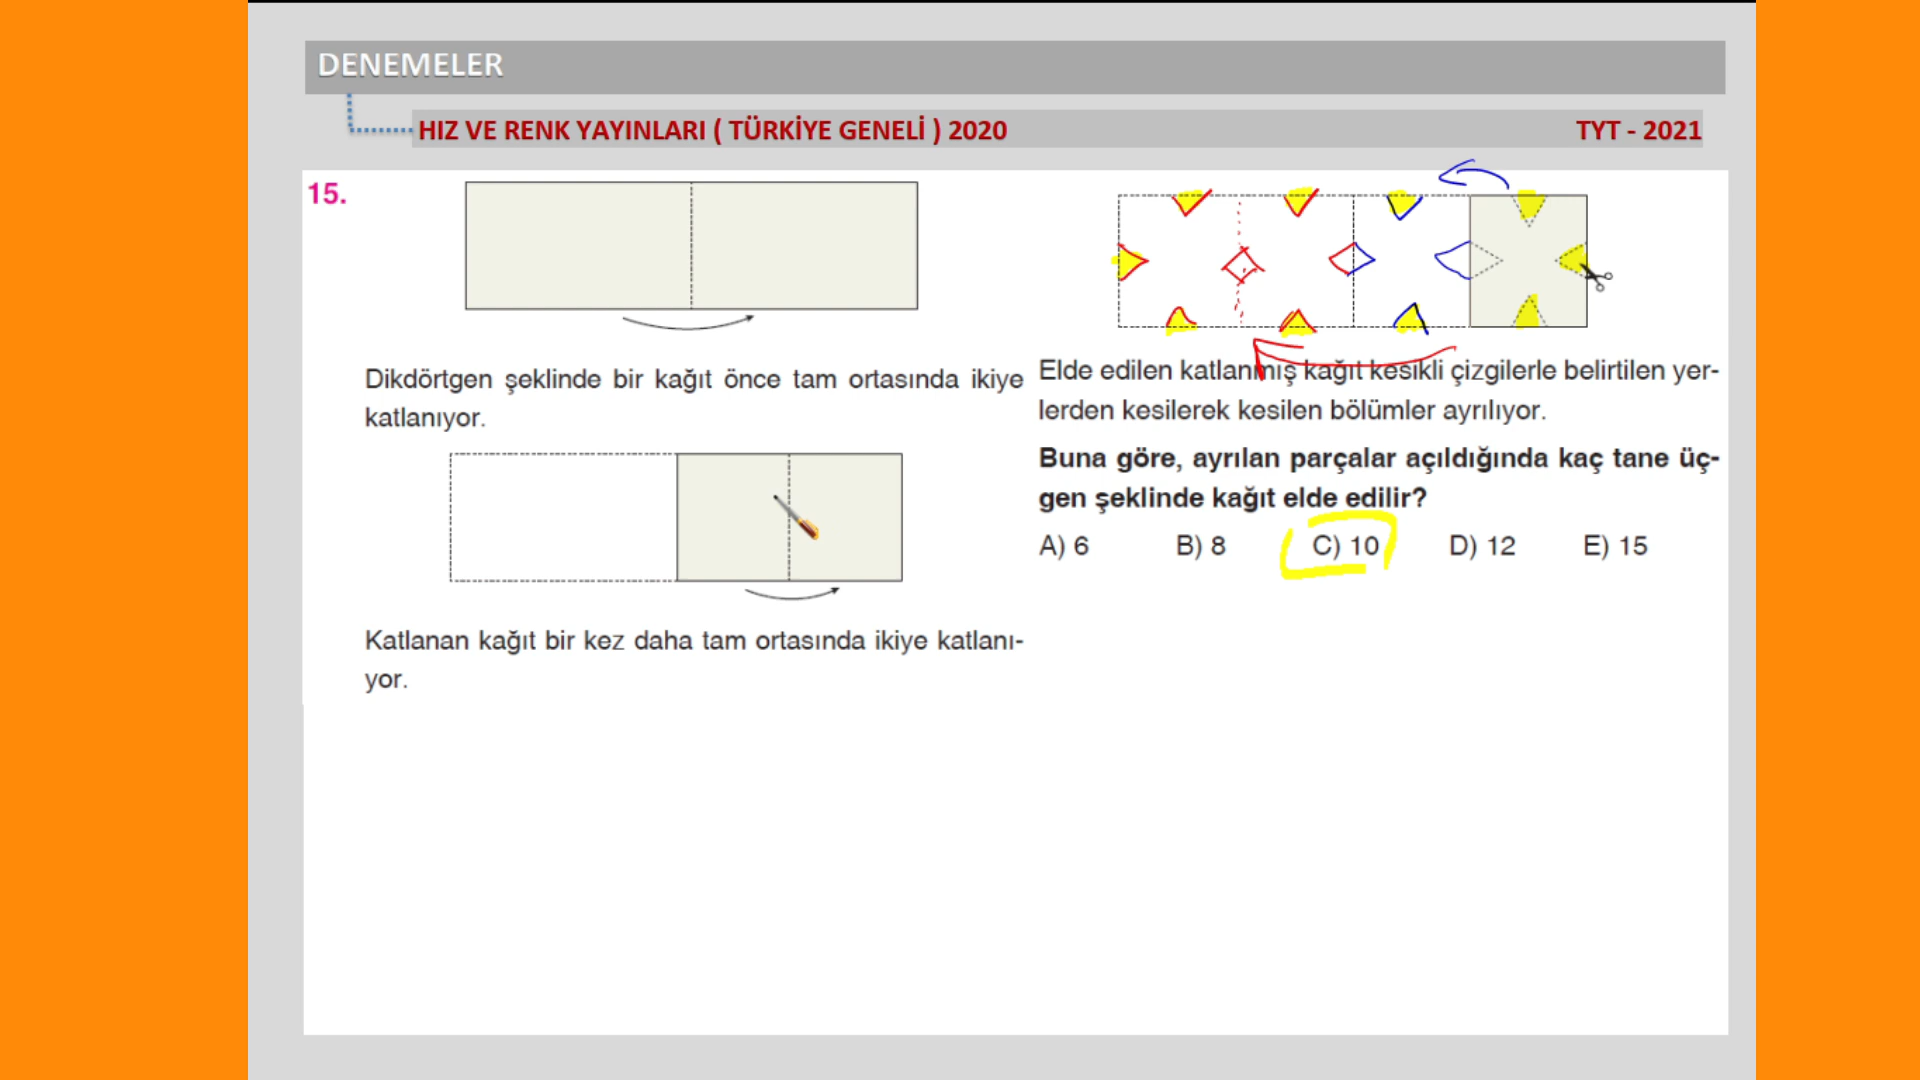 DENEMELER
HIZ VE RENK YAYINLARI ( TÜRKİYE GENELİ ) 2020
TYT - 2021
15.
Dikdörtgen şeklinde bir kağıt önce tam ortasında ikiye
katlanıyor.
Katlanan kağıt bir kez daha tam ortasında ikiye katlanı-
yor.
Elde edilen katlanmış kağıt kesikli çizgilerle belirtilen yer-
lerden kesilerek kesilen bölümler ayrılıyor.
Buna göre, ayrılan parçalar açıldığında kaç tane üç-
gen şeklinde kağıt elde edilir?
A) 6 B) 8 C) 10 D) 12 E) 15